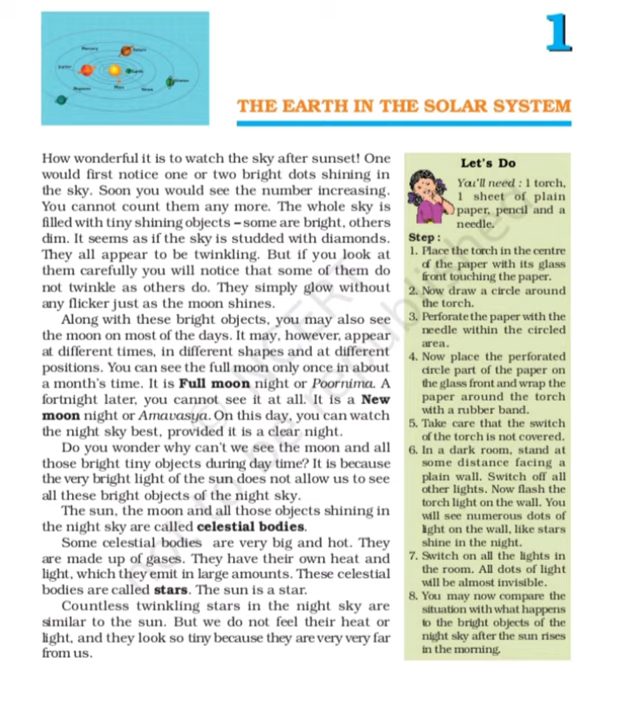 1
THE EARTH IN THE SOLAR SYSTEM
How wonderful it is to watch the sky after sunset! One
would first notice one or two bright dots shining in
the sky. Soon you would see the number increasing.
You cannot count them any more. The whole sky is
filled with tiny shining objects – some are bright, others
dim. It seems as if the sky is studded with diamonds.
They all appear to be twinkling. But if you look at
them carefully you will notice that some of them do
not twinkle as others do. They simply glow without
any flicker just as the moon shines.
Along with these bright objects, you may also see
the moon on most of the days. It may, however, appear
at different times, in different shapes and at different
positions. You can see the full moon only once in about
a month's time. It is Full moon night or Poornima. A
fortnight later, you cannot see it at all. It is a New
moon night or Amavasya. On this day, you can watch
the night sky best, provided it is a clear night.
Do you wonder why can't we see the moon and all
those bright tiny objects during day time? It is because
the very bright light of the sun does not allow us to see
all these bright objects of the night sky.
The sun, the moon and all those objects shining in
the night sky are called celestial bodies.
Some celestial bodies are very big and hot. They
are made up of gases. They have their own heat and
light, which they emit in large amounts. These celestial
bodies are called stars. The sun is a star.
Countless twinkling stars in the night sky are
similar to the sun. But we do not feel their heat or
light, and they look so tiny because they are very very far
from us.
Let's Do
You'll need : 1 torch,
1 sheet of plain
paper, pencil and a
needle.
Step :
1. Place the torch in the centre
of the paper with its glass
front touching the paper.
2. Now draw a circle around
the torch.
3. Perforate the paper with the
needle within the circled
area.
4. Now place the perforated
circle part of the paper on
the glass front and wrap the
paper around the torch
with a rubber band.
5. Take care that the switch
of the torch is not covered.
6. In a dark room, stand at
some distance facing a
plain wall. Switch off all
other lights. Now flash the
torch light on the wall. You
will see numerous dots of
light on the wall, like stars
shine in the night.
7. Switch on all the lights in
the room. All dots of light
will be almost invisible.
8. You may now compare the
situation with what happens
to the bright objects of the
night sky after the sun rises
in the morning.